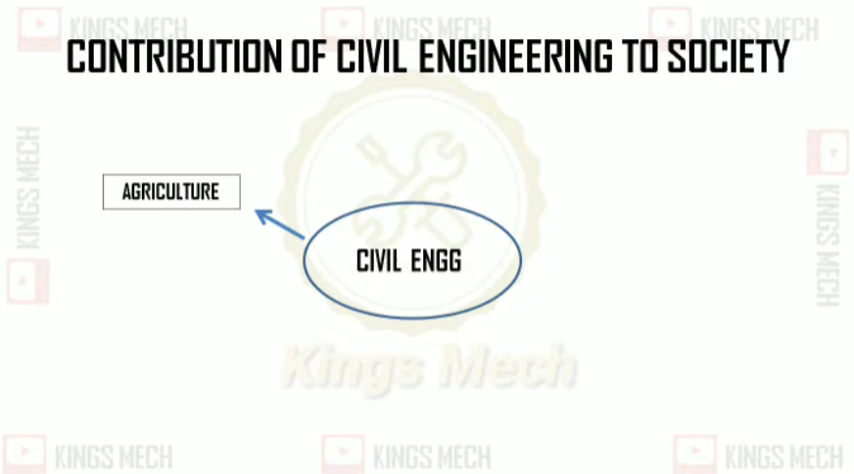 KINGS MECH KINGS MECH KINGS MECH
CONTRIBUTION OF CIVIL ENGINEERING TO SOCIETY
KINGS MECH
AGRICULTURE
CIVIL ENGG
KINGS MECH
Kings Mech
KINGS MECH KINGS MECH KINGS MECH